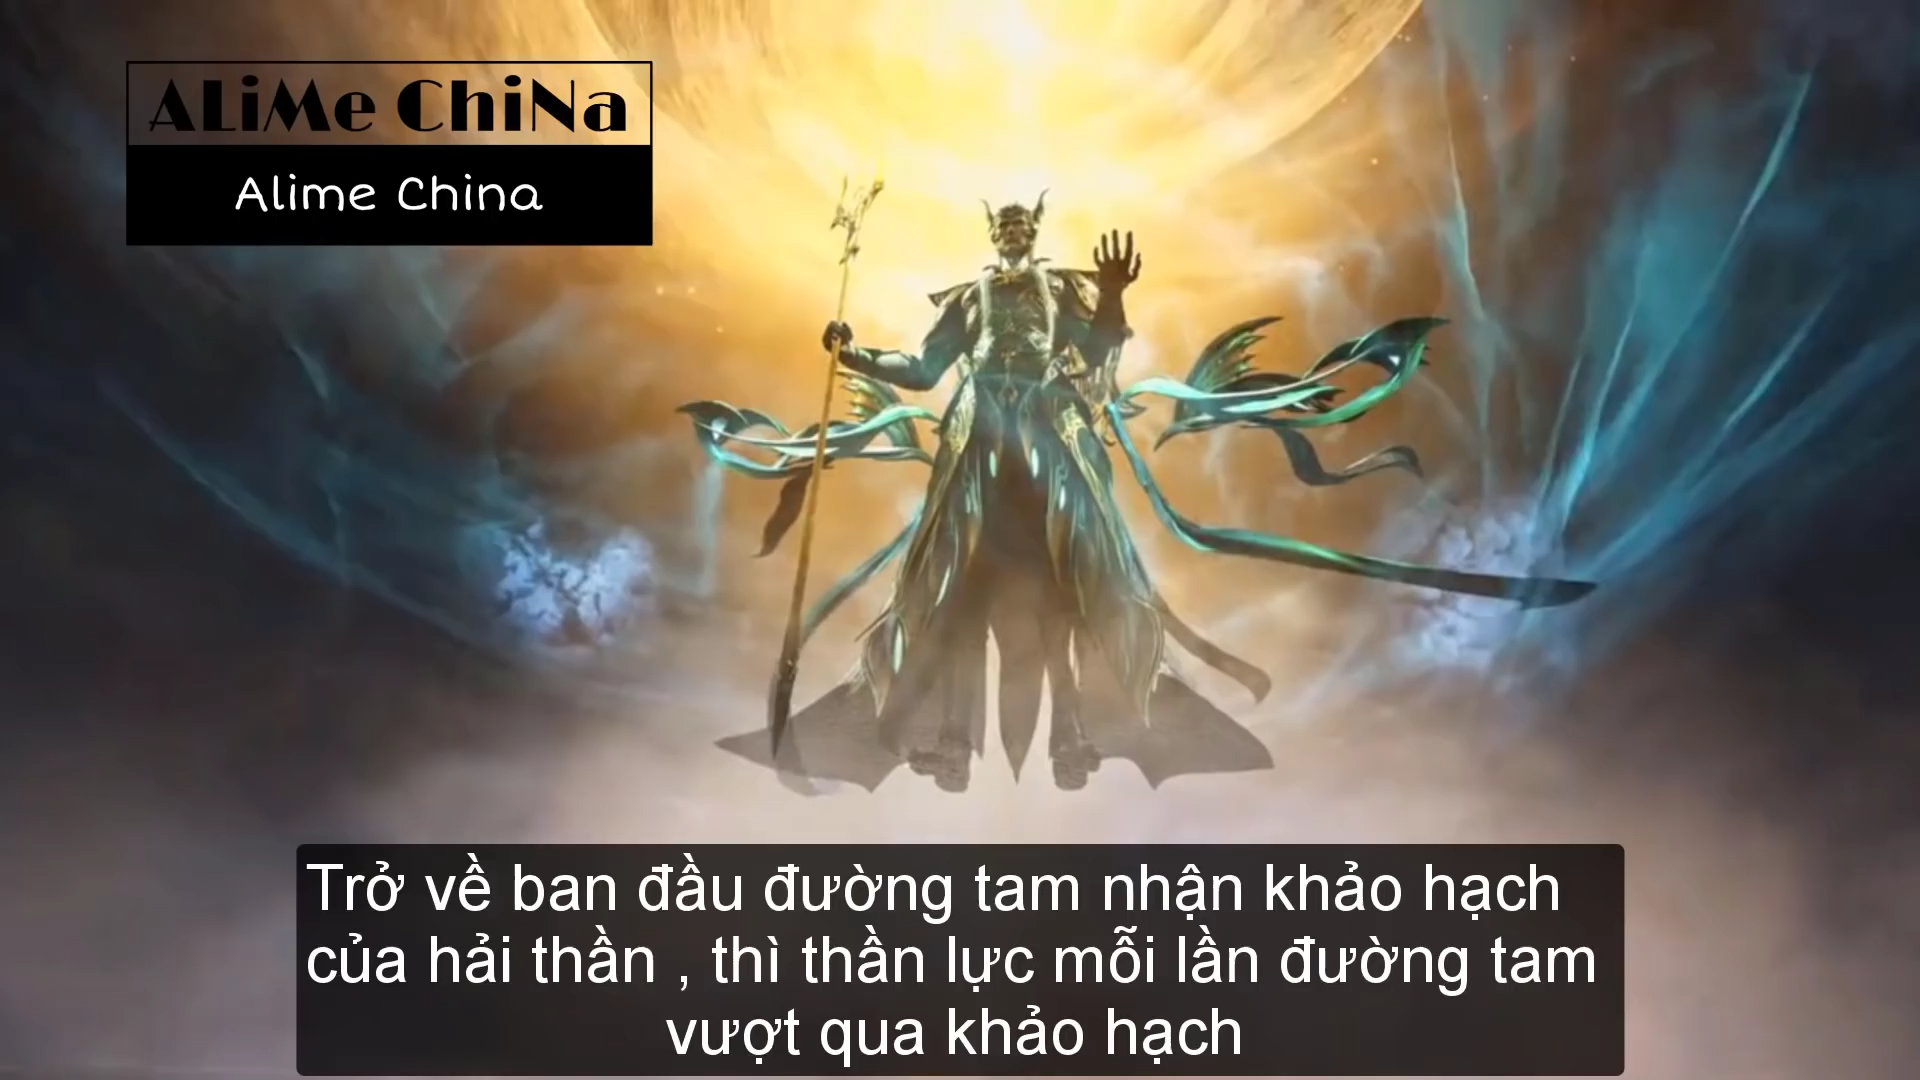 ALiMe ChiNa
Alime China
Trở về ban đầu đường tam nhận khảo hạch
của hải thần , thì thần lực mỗi lần đường tam
vượt qua khảo hạch